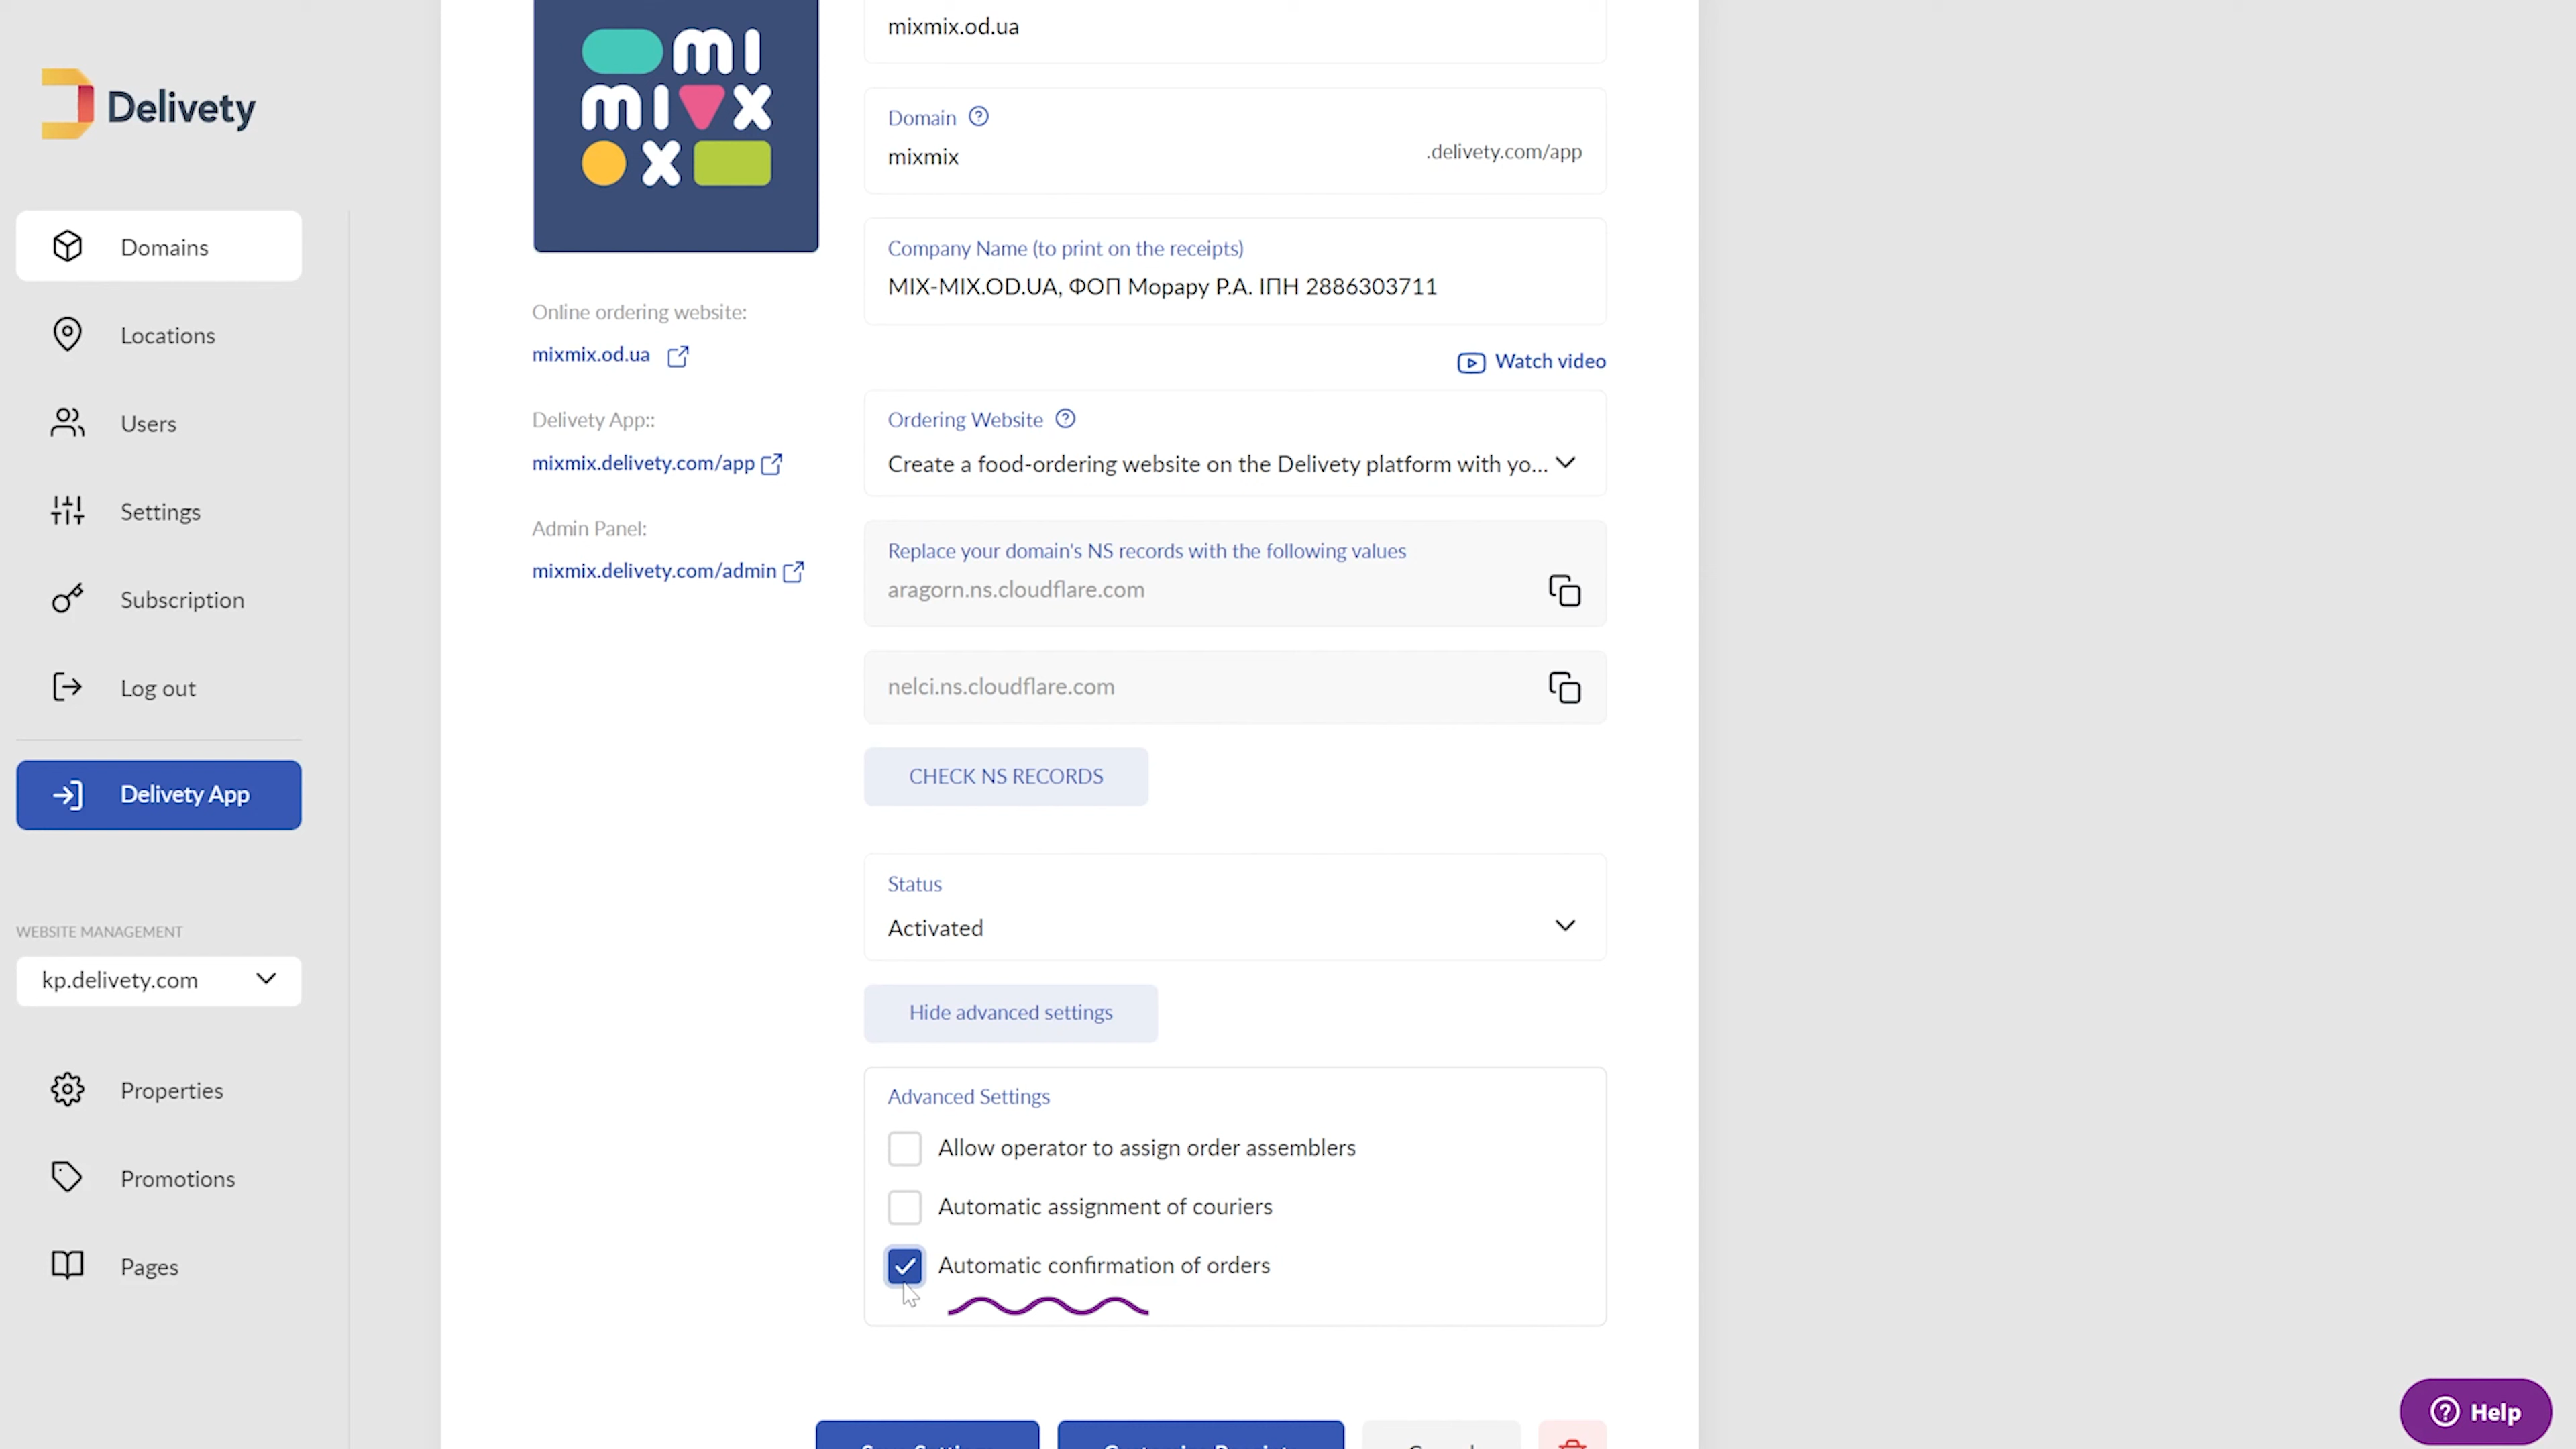 Delivety
Domains
Locations
Users
Settings
Subscription
Log out
Delivety App
WEBSITE MANAGEMENT
kp.delivety.com
Properties
Promotions
Pages
mi
mi x
x
Online ordering website:
mixmix.od.ua
Delivety App::
mixmix.delivety.com/app
Admin Panel:
mixmix.delivety.com/admin
mixmix.od.ua
Domain
mixmix
.delivety.com/app
Company Name (to print on the receipts)
MIX-MIX.OD.UA, ФОП Морару Р.А. ІПН 2886303711
Watch video
Ordering Website
Create a food-ordering website on the Delivety platform with yo...
Replace your domain's NS records with the following values
aragorn.ns.cloudflare.com
nelci.ns.cloudflare.com
CHECK NS RECORDS
Status
Activated
Hide advanced settings
Advanced Settings
Allow operator to assign order assemblers
Automatic assignment of couriers
Automatic confirmation of orders
Help